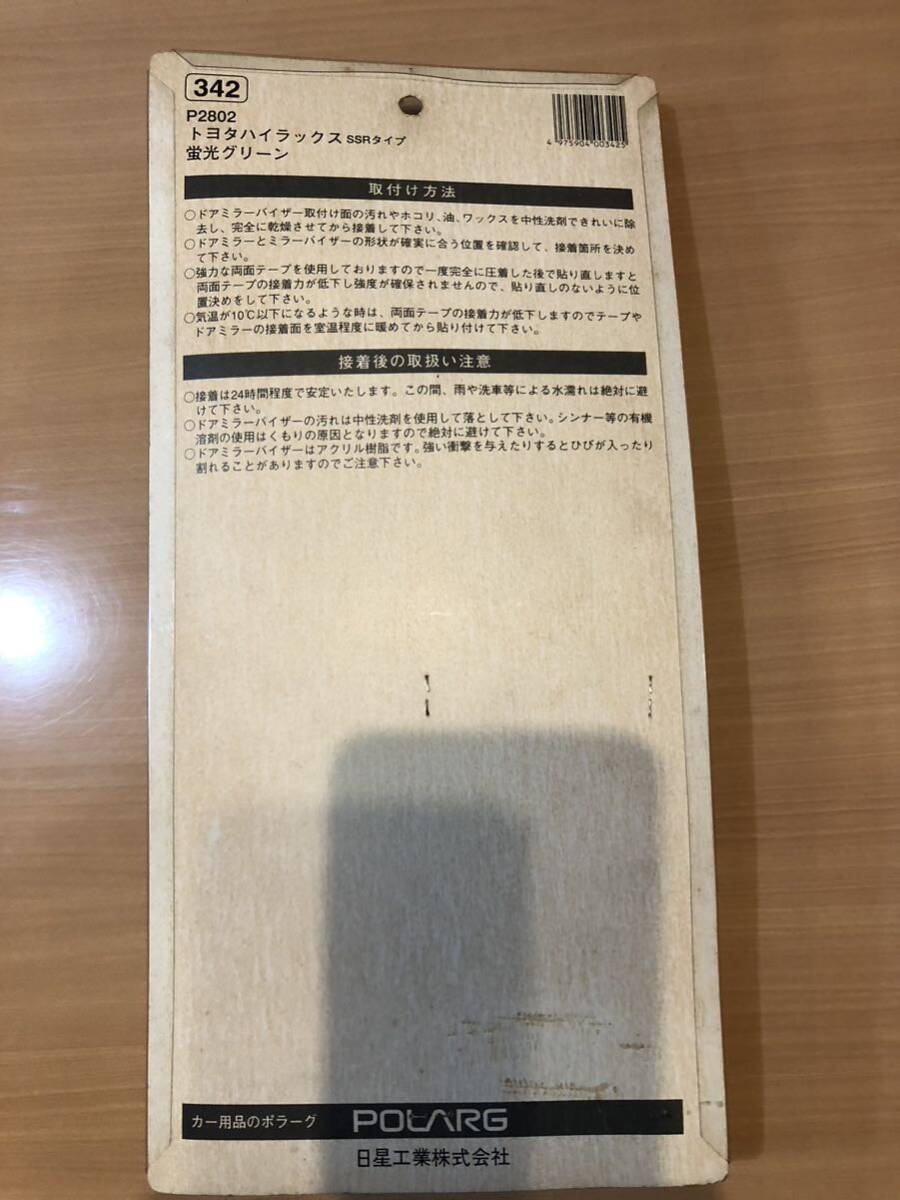 342
P2802
トヨタハイラックス SSRタイプ
蛍光グリーン
4 975904 003425
取付け方法
○ドアミラーバイザー取付け面の汚れやホコリ、油、ワックスを中性洗剤できれいに除
去し、完全に乾燥させてから接着して下さい。
○ドアミラーとミラーバイザーの形状が確実に合う位置を確認して、接着箇所を決め
て下さい。
○強力な両面テープを使用しておりますので一度完全に圧着した後で貼り直しますと
両面テープの接着力が低下し強度が確保されませんので、貼り直しのないように位
置決めをして下さい。
○気温が10℃以下になるような時は、両面テープの接着力が低下しますのでテープや
ドアミラーの接着面を室温程度に暖めてから貼り付けて下さい。
接着後の取扱い注意
○接着は24時間程度で安定いたします。この間、雨や洗車等による水濡れは絶対に避
けて下さい。
○ドアミラーバイザーの汚れは中性洗剤を使用して落として下さい。シンナー等の有機
溶剤の使用はくもりの原因となりますので絶対に避けて下さい。
○ドアミラーバイザーはアクリル樹脂です。強い衝撃を与えたりするとひびが入ったり
割れることがありますのでご注意下さい。
カー用品のポラーグ POLARG
日星工業株式会社